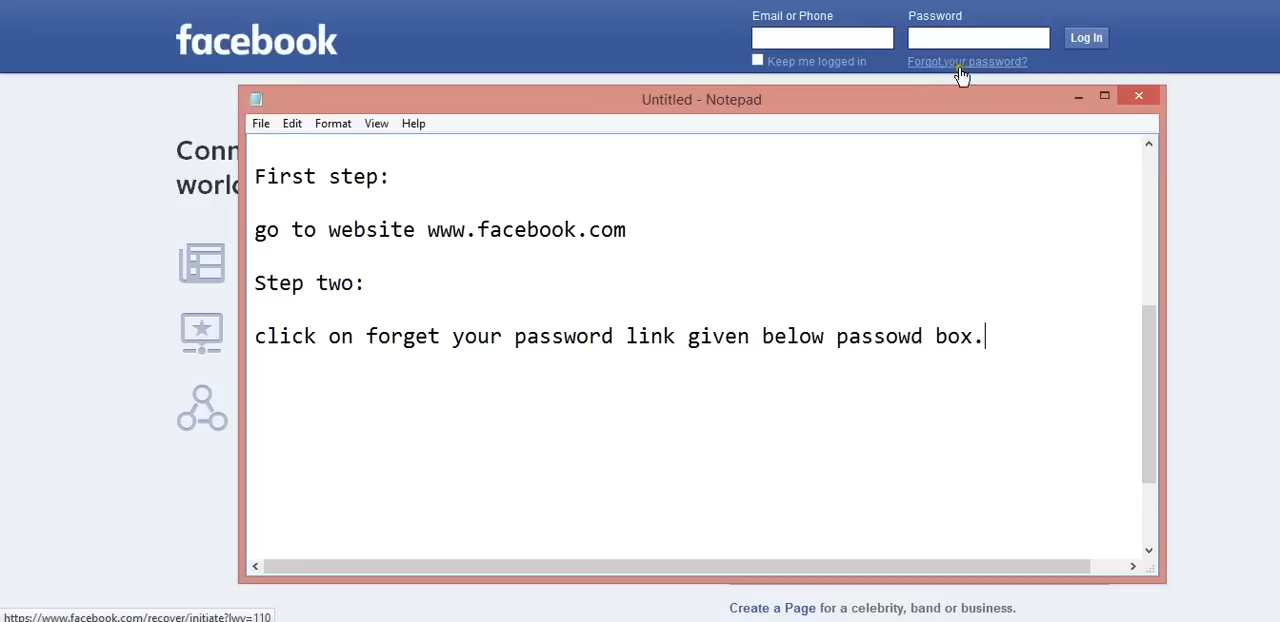 facebook
Email or Phone
Password
Log In
Keep me logged in
Forgot your password?
Untitled - Notepad
File Edit Format View Help
Conn
worl
First step:
go to website www.facebook.com
Step two:
click on forget your password link given below passowd box.
Create a Page for a celebrity, band or business.
https://www.facebook.com/recover/initiate?lwv=110